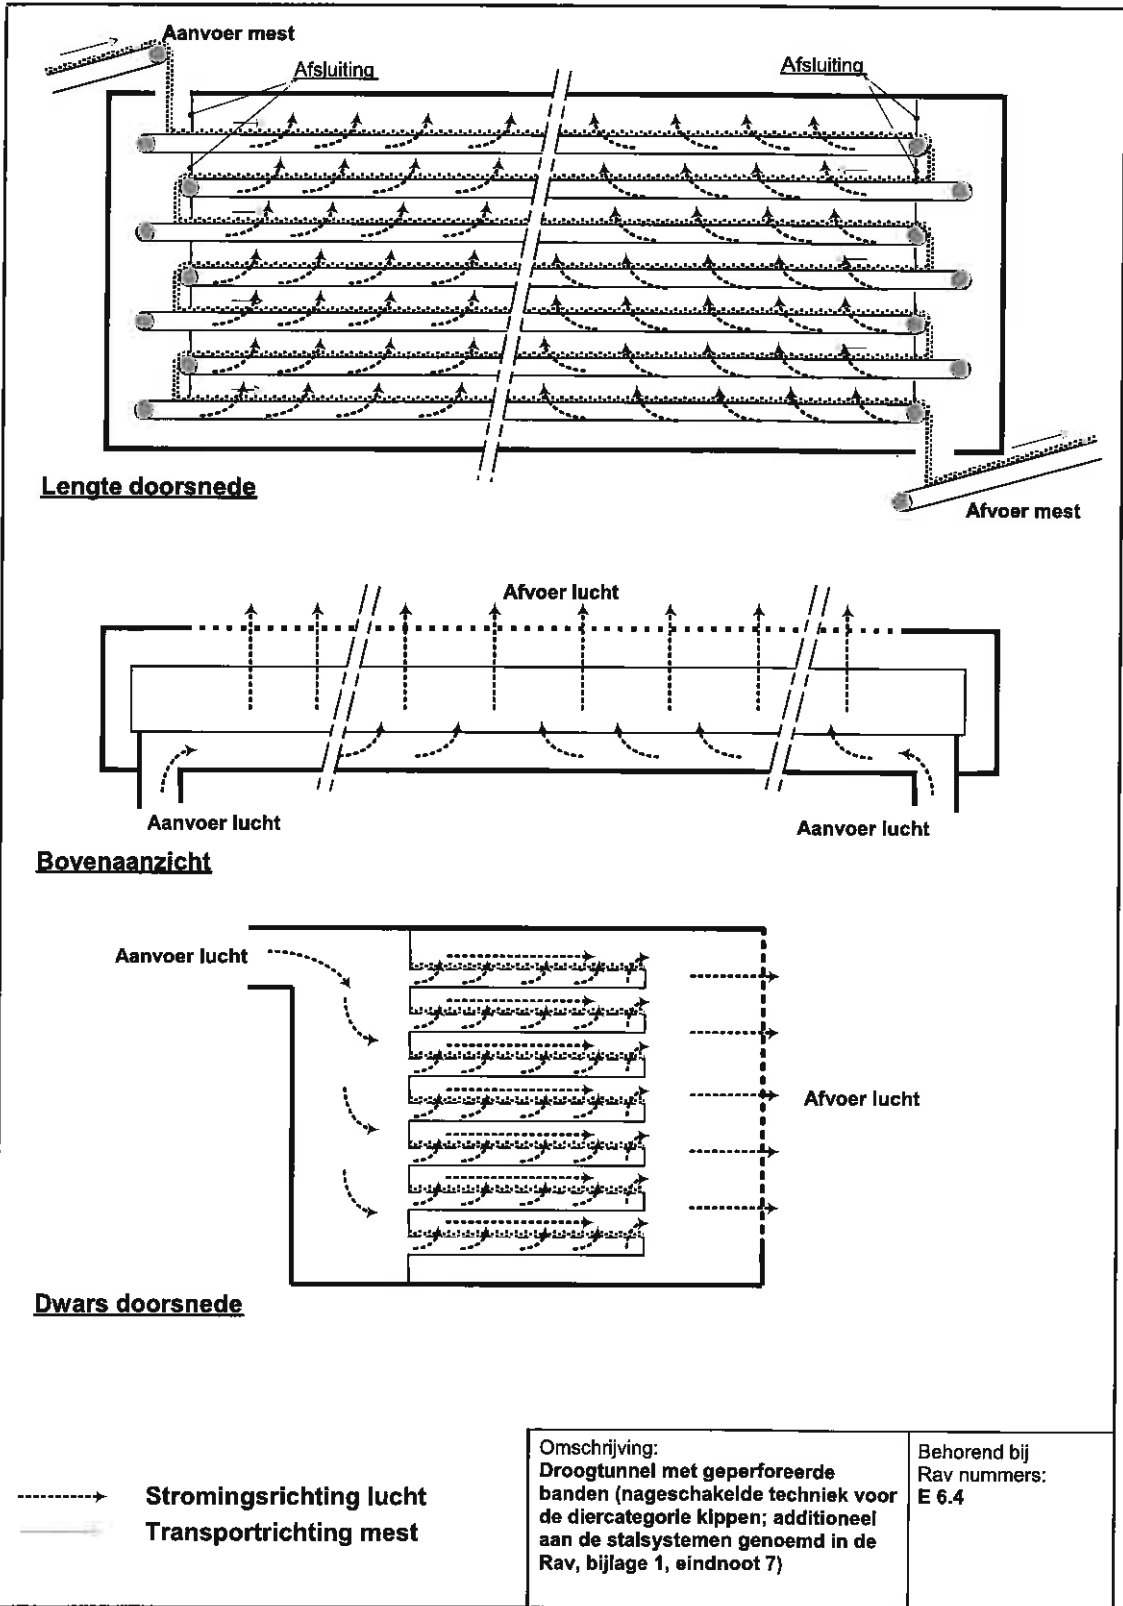 Aanvoer mest
Afsluiting
Afsluiting
Lengte doorsnede
Afvoer mest
Afvoer lucht
Aanvoer lucht
Aanvoer lucht
Bovenaanzicht
Aanvoer lucht
Afvoer lucht
Dwars doorsnede
Stromingsrichting lucht
Transportrichting mest
Omschrijving:
Droogtunnel met geperforeerde
banden (nageschakelde techniek voor
de diercategorie kippen; additioneel
aan de stalsystemen genoemd in de
Rav, bijlage 1, eindnoot 7)
Behorend bij
Rav nummers:
E 6.4